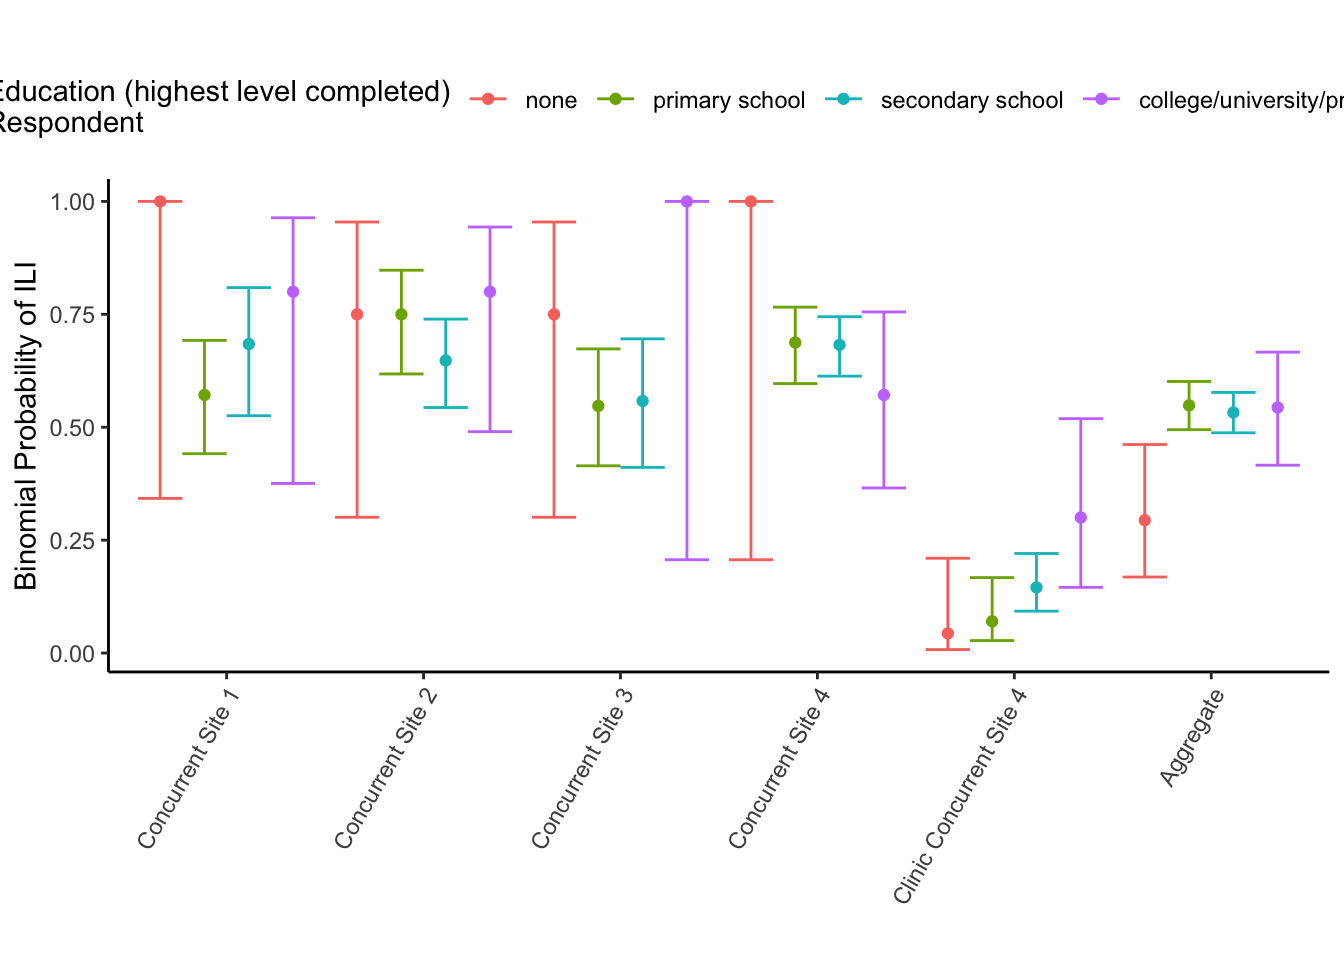 Education (highest level completed)
Respondent
none
primary school
secondary school
college/university/pr
Binomial Probability of ILI
1.00
0.75
0.50
0.25
0.00
Concurrent Site 1
Concurrent Site 2
Concurrent Site 3
Concurrent Site 4
Clinic Concurrent Site 4
Aggregate